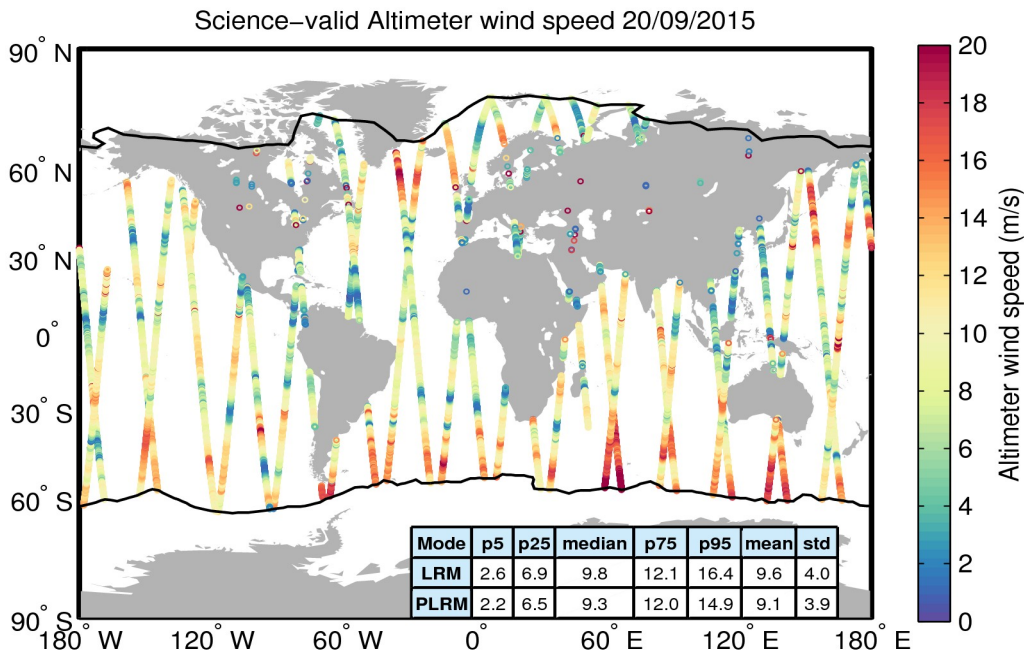 Science−valid Altimeter wind speed 20/09/2015
90° N
60° N
30° N
0°
30° S
60° S
90° S
180° W
120° W
60° W
0°
60° E
120° E
180° E
Mode p5 p25 median p75 p95 mean std
LRM 2.6 6.9 9.8 12.1 16.4 9.6 4.0
PLRM 2.2 6.5 9.3 12.0 14.9 9.1 3.9
20
18
16
14
12
10
8
6
4
2
0
Altimeter wind speed (m/s)